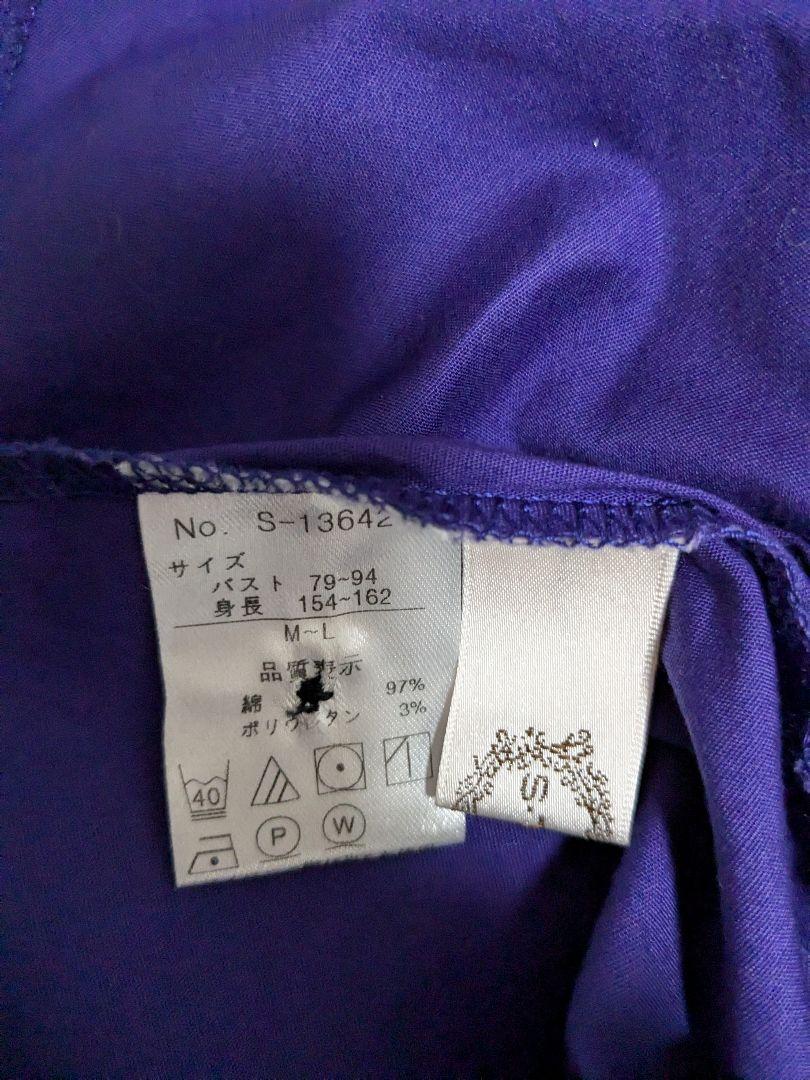 No. S-13642
サイズ
バスト 79~94
身長 154~162
M~L
品質表示
綿 97%
ポリウレタン 3%
40
P W
S